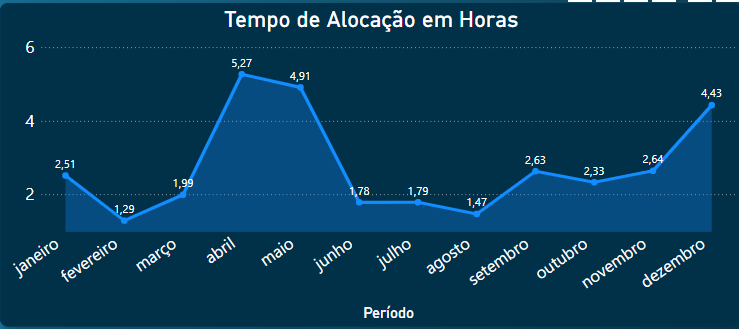 Tempo de Alocação em Horas
6
4
2
2,51
1,29
1,99
5,27
4,91
1,78
1,79
1,47
2,63
2,33
2,64
4,43
janeiro
fevereiro
março
abril
maio
junho
julho
agosto
setembro
outubro
novembro
dezembro
Período